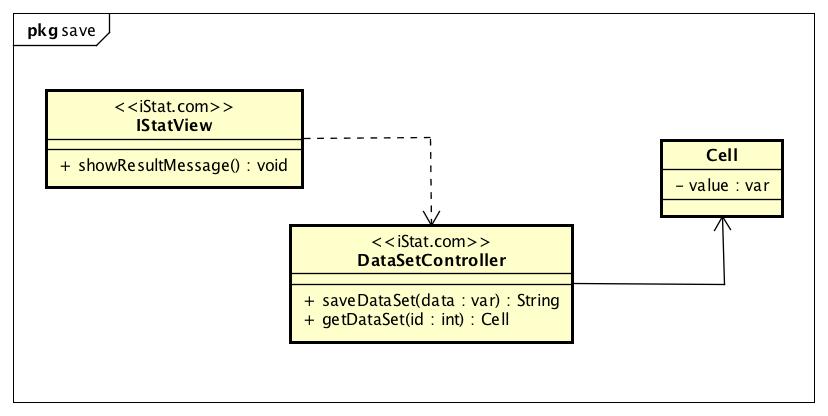 pkg save
<<iStat.com>>
IStatView
+ showResultMessage() : void
Cell
- value : var
<<iStat.com>>
DataSetController
+ saveDataSet(data : var) : String
+ getDataSet(id : int) : Cell